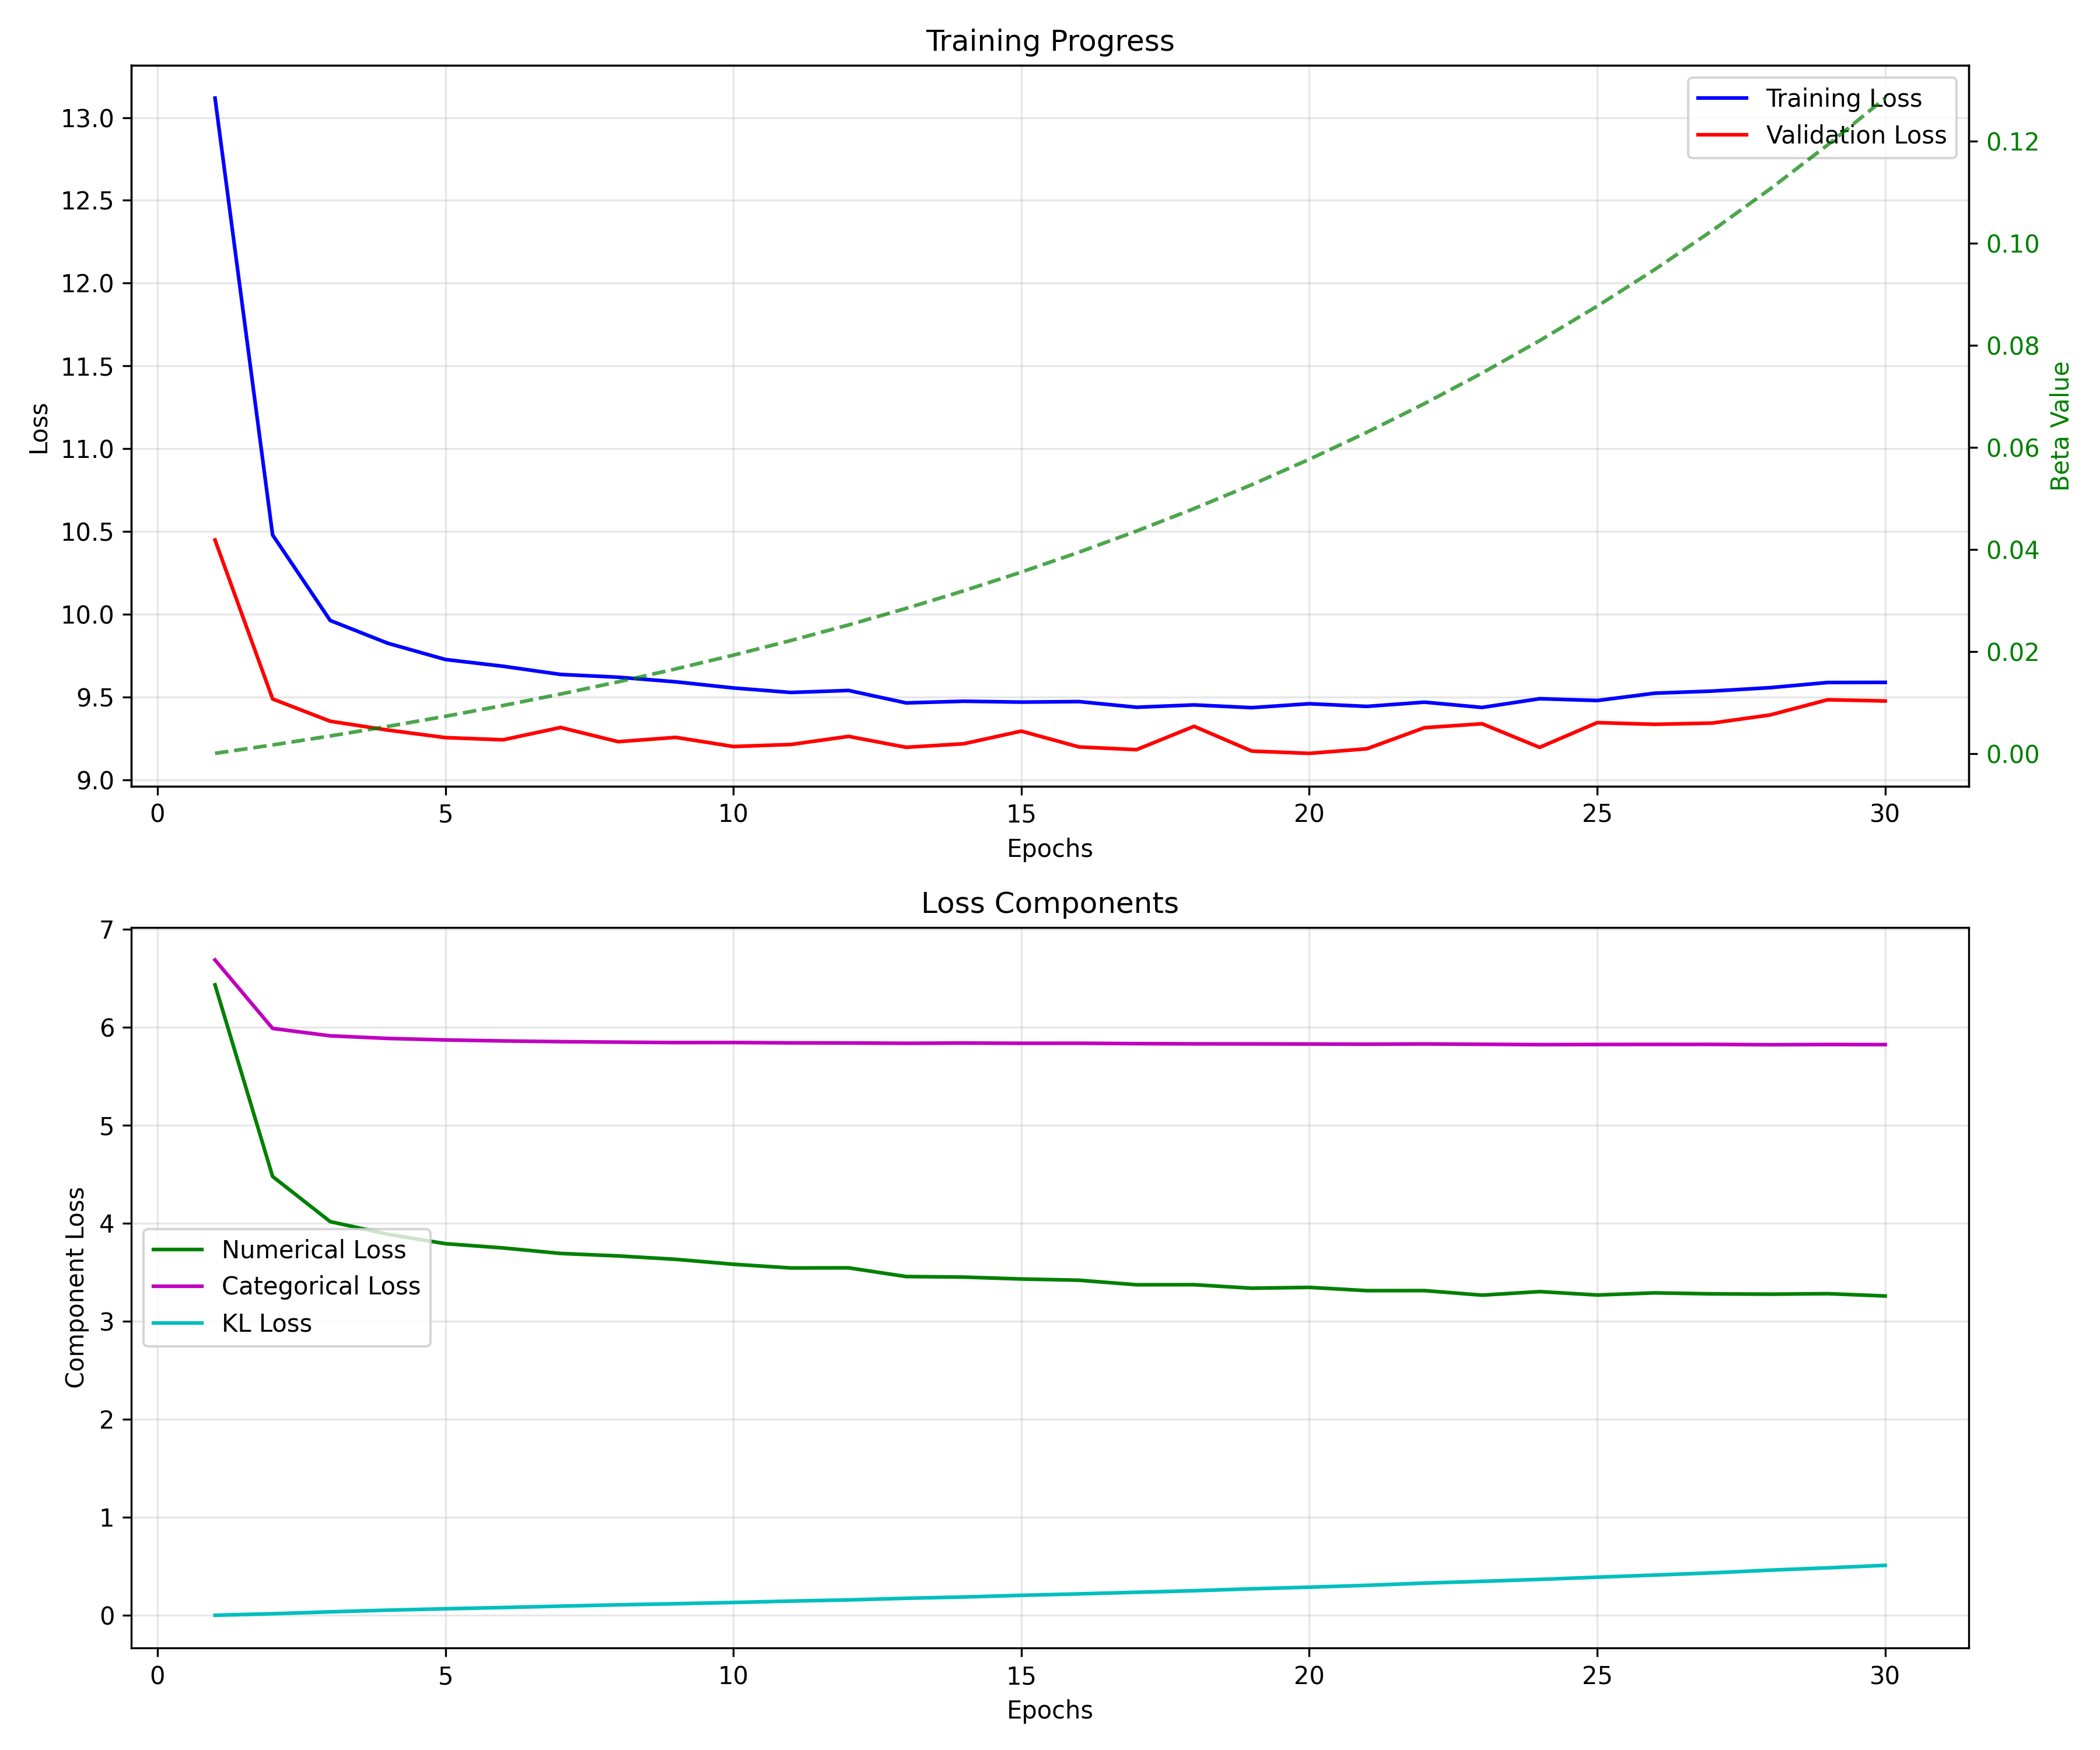 Training Progress
Training Loss
Validation Loss
13.0
12.5
12.0
11.5
11.0
10.5
10.0
9.5
9.0
Loss
0.12
0.10
0.08
0.06
0.04
0.02
0.00
Beta Value
0 5 10 15 20 25 30
Epochs
Loss Components
7
6
5
4
3
2
1
0
Component Loss
Numerical Loss
Categorical Loss
KL Loss
0 5 10 15 20 25 30
Epochs